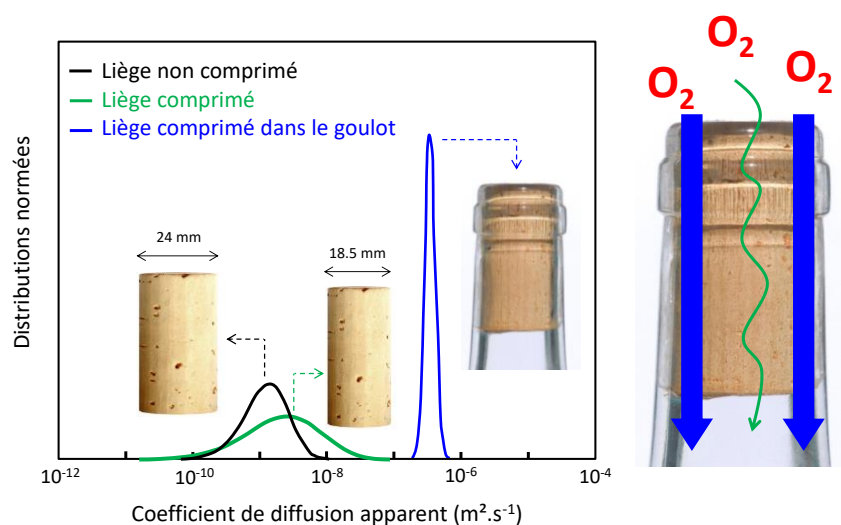 Liège non comprimé
Liège comprimé
Liège comprimé dans le goulot
24 mm
18.5 mm
Distributions normées
10-12
10-10
10-8
10-6
10-4
Coefficient de diffusion apparent (m².s-1)
O2
O2
O2